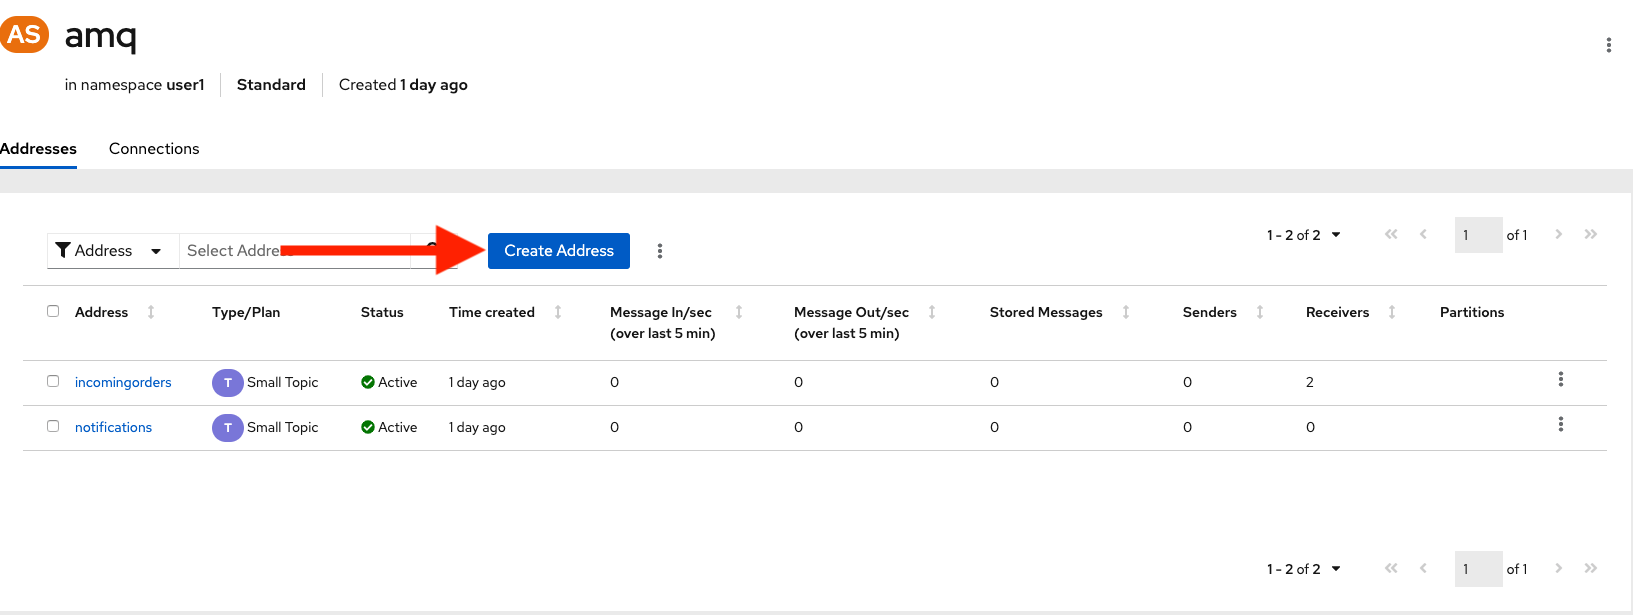 AS amq
in namespace user1 Standard Created 1 day ago
Addresses Connections
Address Select Addre Create Address 1 - 2 of 2 1 of 1
Address Type/Plan Status Time created Message In/sec (over last 5 min) Message Out/sec (over last 5 min) Stored Messages Senders Receivers Partitions
incomingorders T Small Topic Active 1 day ago 0 0 0 0 2
notifications T Small Topic Active 1 day ago 0 0 0 0 0
1 - 2 of 2 1 of 1